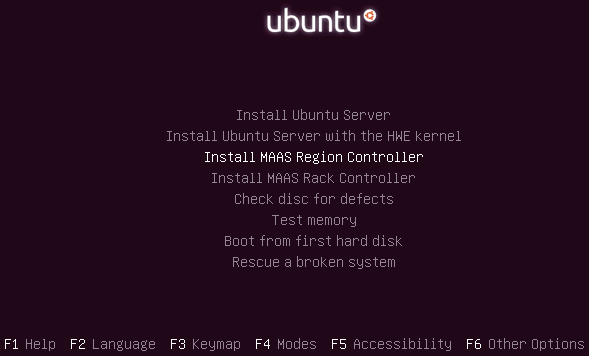 ubuntu
Install Ubuntu Server
Install Ubuntu Server with the HWE kernel
Install MAAS Region Controller
Install MAAS Rack Controller
Check disc for defects
Test memory
Boot from first hard disk
Rescue a broken system
F1 Help F2 Language F3 Keymap F4 Modes F5 Accessibility F6 Other Options